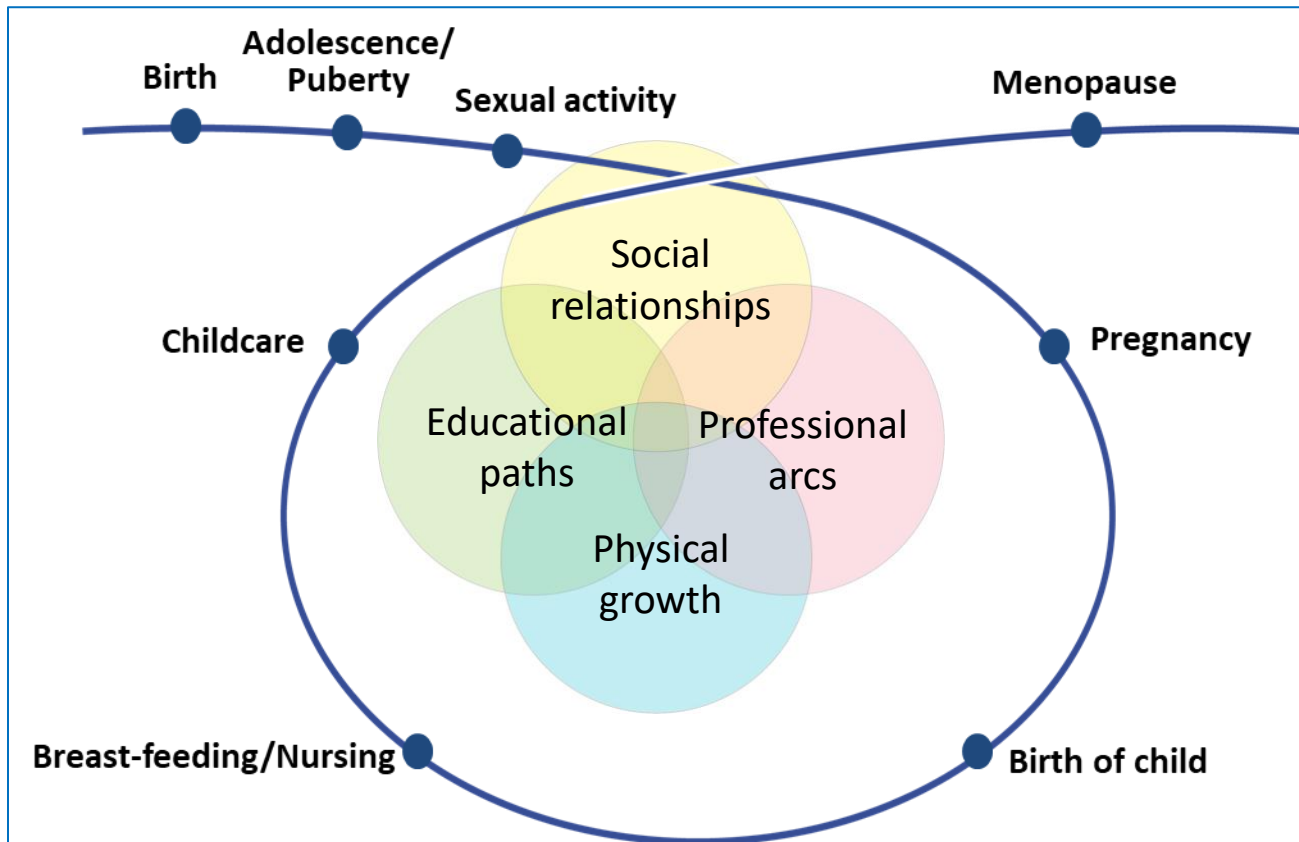 Birth
Adolescence/
Puberty
Sexual activity
Menopause
Social
relationships
Childcare
Pregnancy
Educational
paths
Professional
arcs
Physical
growth
Breast-feeding/Nursing
Birth of child